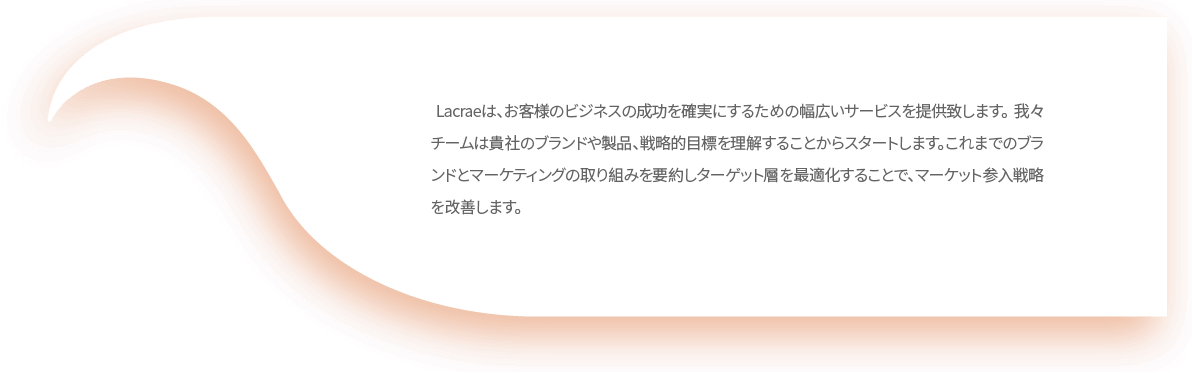 Lacraeは、お客様のビジネスの成功を確実にするための幅広いサービスを提供致します。 我々
チームは貴社のブランドや製品、戦略的目標を理解することからスタートします。これまでのブラ
ンドとマーケティングの取り組みを要約しターゲット層を最適化することで、マーケット参入戦略
を改善します。